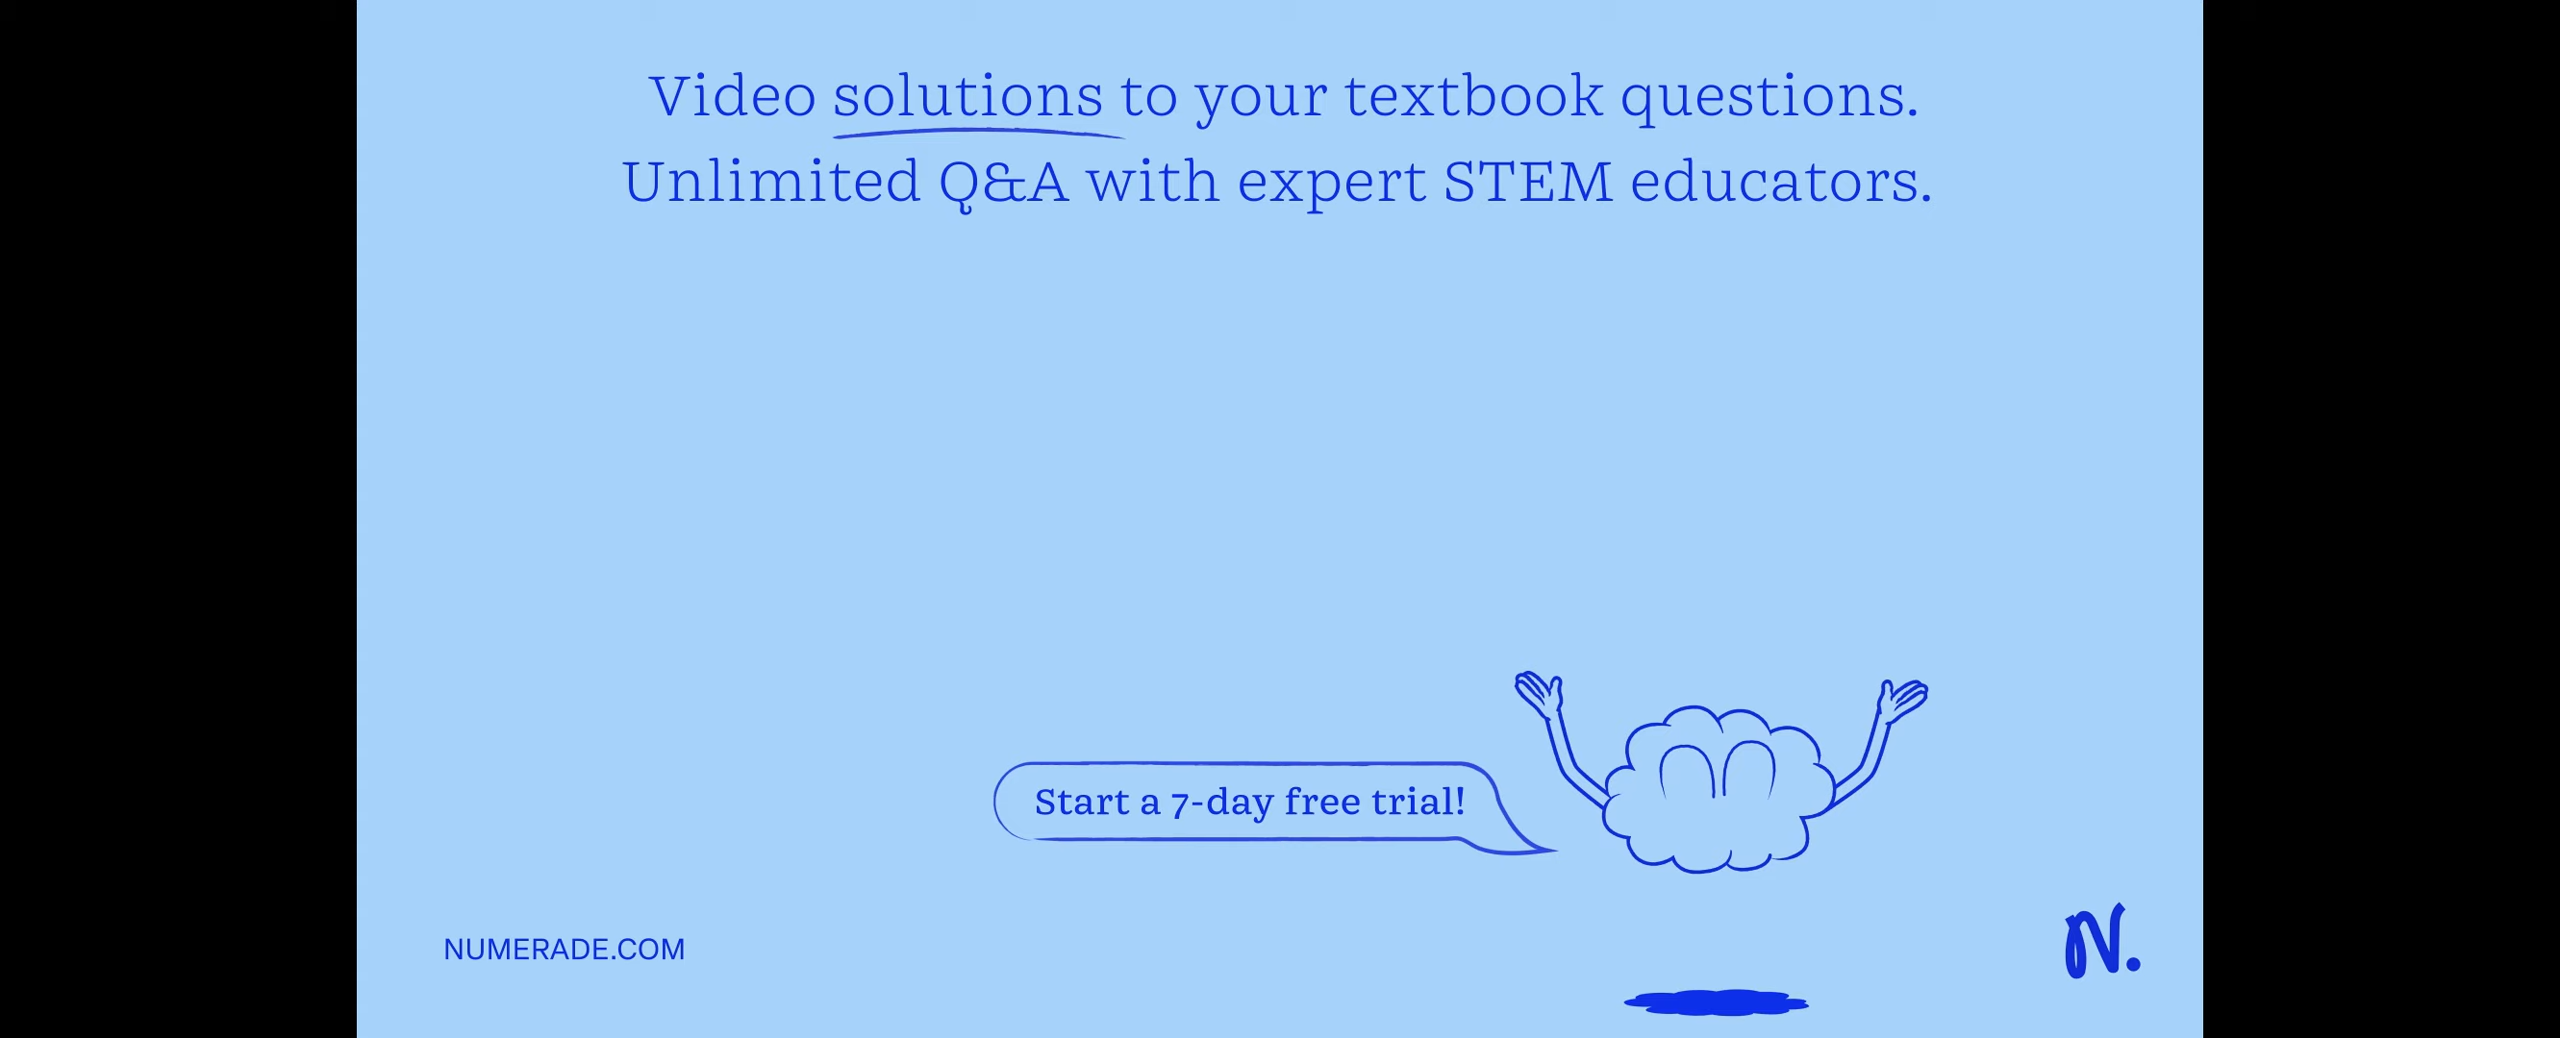 Video solutions to your textbook questions.
Unlimited Q&A with expert STEM educators.
Start a 7-day free trial!
NUMERADE.COM
N.